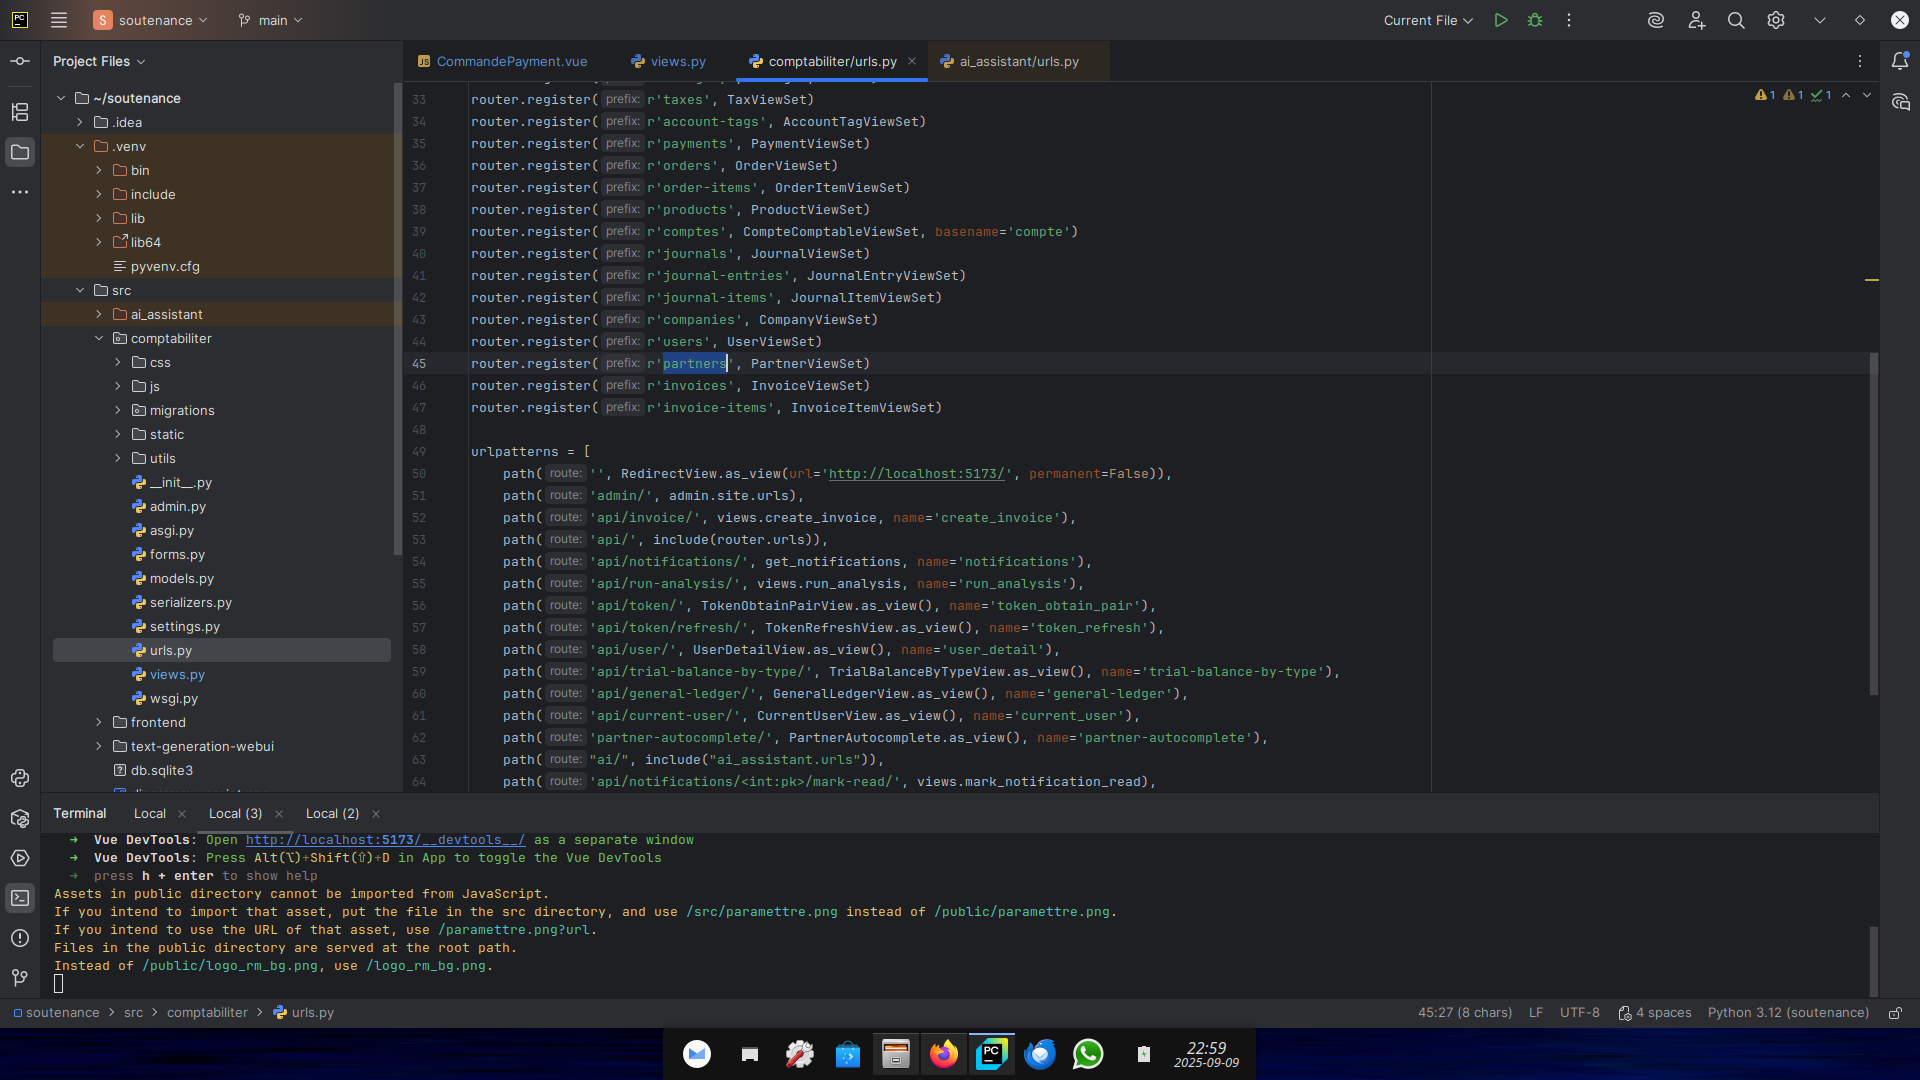 PC
S soutenance
main
Current File
Project Files
JS CommandePayment.vue
views.py
comptabiliter/urls.py
ai_assistant/urls.py
~/soutenance
.idea
.venv
bin
include
lib
lib64
pyvenv.cfg
src
ai_assistant
comptabiliter
css
js
migrations
static
utils
__init__.py
admin.py
asgi.py
forms.py
models.py
serializers.py
settings.py
urls.py
views.py
wsgi.py
frontend
text-generation-webui
db.sqlite3
1 1 1
33 router.register( prefix: r'taxes', TaxViewSet)
34 router.register( prefix: r'account-tags', AccountTagViewSet)
35 router.register( prefix: r'payments', PaymentViewSet)
36 router.register( prefix: r'orders', OrderViewSet)
37 router.register( prefix: r'order-items', OrderItemViewSet)
38 router.register( prefix: r'products', ProductViewSet)
39 router.register( prefix: r'comptes', CompteComptableViewSet, basename='compte')
40 router.register( prefix: r'journals', JournalViewSet)
41 router.register( prefix: r'journal-entries', JournalEntryViewSet)
42 router.register( prefix: r'journal-items', JournalItemViewSet)
43 router.register( prefix: r'companies', CompanyViewSet)
44 router.register( prefix: r'users', UserViewSet)
45 router.register( prefix: r'partners', PartnerViewSet)
46 router.register( prefix: r'invoices', InvoiceViewSet)
47 router.register( prefix: r'invoice-items', InvoiceItemViewSet)
48
49 urlpatterns = [
50 path( route: '', RedirectView.as_view(url='http://localhost:5173/', permanent=False)),
51 path( route: 'admin/', admin.site.urls),
52 path( route: 'api/invoice/', views.create_invoice, name='create_invoice'),
53 path( route: 'api/', include(router.urls)),
54 path( route: 'api/notifications/', get_notifications, name='notifications'),
55 path( route: 'api/run-analysis/', views.run_analysis, name='run_analysis'),
56 path( route: 'api/token/', TokenObtainPairView.as_view(), name='token_obtain_pair'),
57 path( route: 'api/token/refresh/', TokenRefreshView.as_view(), name='token_refresh'),
58 path( route: 'api/user/', UserDetailView.as_view(), name='user_detail'),
59 path( route: 'api/trial-balance-by-type/', TrialBalanceByTypeView.as_view(), name='trial-balance-by-type'),
60 path( route: 'api/general-ledger/', GeneralLedgerView.as_view(), name='general-ledger'),
61 path( route: 'api/current-user/', CurrentUserView.as_view(), name='current_user'),
62 path( route: 'partner-autocomplete/', PartnerAutocomplete.as_view(), name='partner-autocomplete'),
63 path( route: "ai/", include("ai_assistant.urls")),
64 path( route: 'api/notifications/<int:pk>/mark-read/', views.mark_notification_read),
Terminal
Local
Local (3)
Local (2)
➜ Vue DevTools: Open http://localhost:5173/__devtools__/ as a separate window
➜ Vue DevTools: Press Alt(⌥)+Shift(⇧)+D in App to toggle the Vue DevTools
➜ press h + enter to show help
Assets in public directory cannot be imported from JavaScript.
If you intend to import that asset, put the file in the src directory, and use /src/paramettre.png instead of /public/paramettre.png.
If you intend to use the URL of that asset, use /paramettre.png?url.
Files in the public directory are served at the root path.
Instead of /public/logo_rm_bg.png, use /logo_rm_bg.png.
soutenance > src > comptabiliter > urls.py
45:27 (8 chars)
LF
UTF-8
4 spaces
Python 3.12 (soutenance)
PC
22:59
2025-09-09